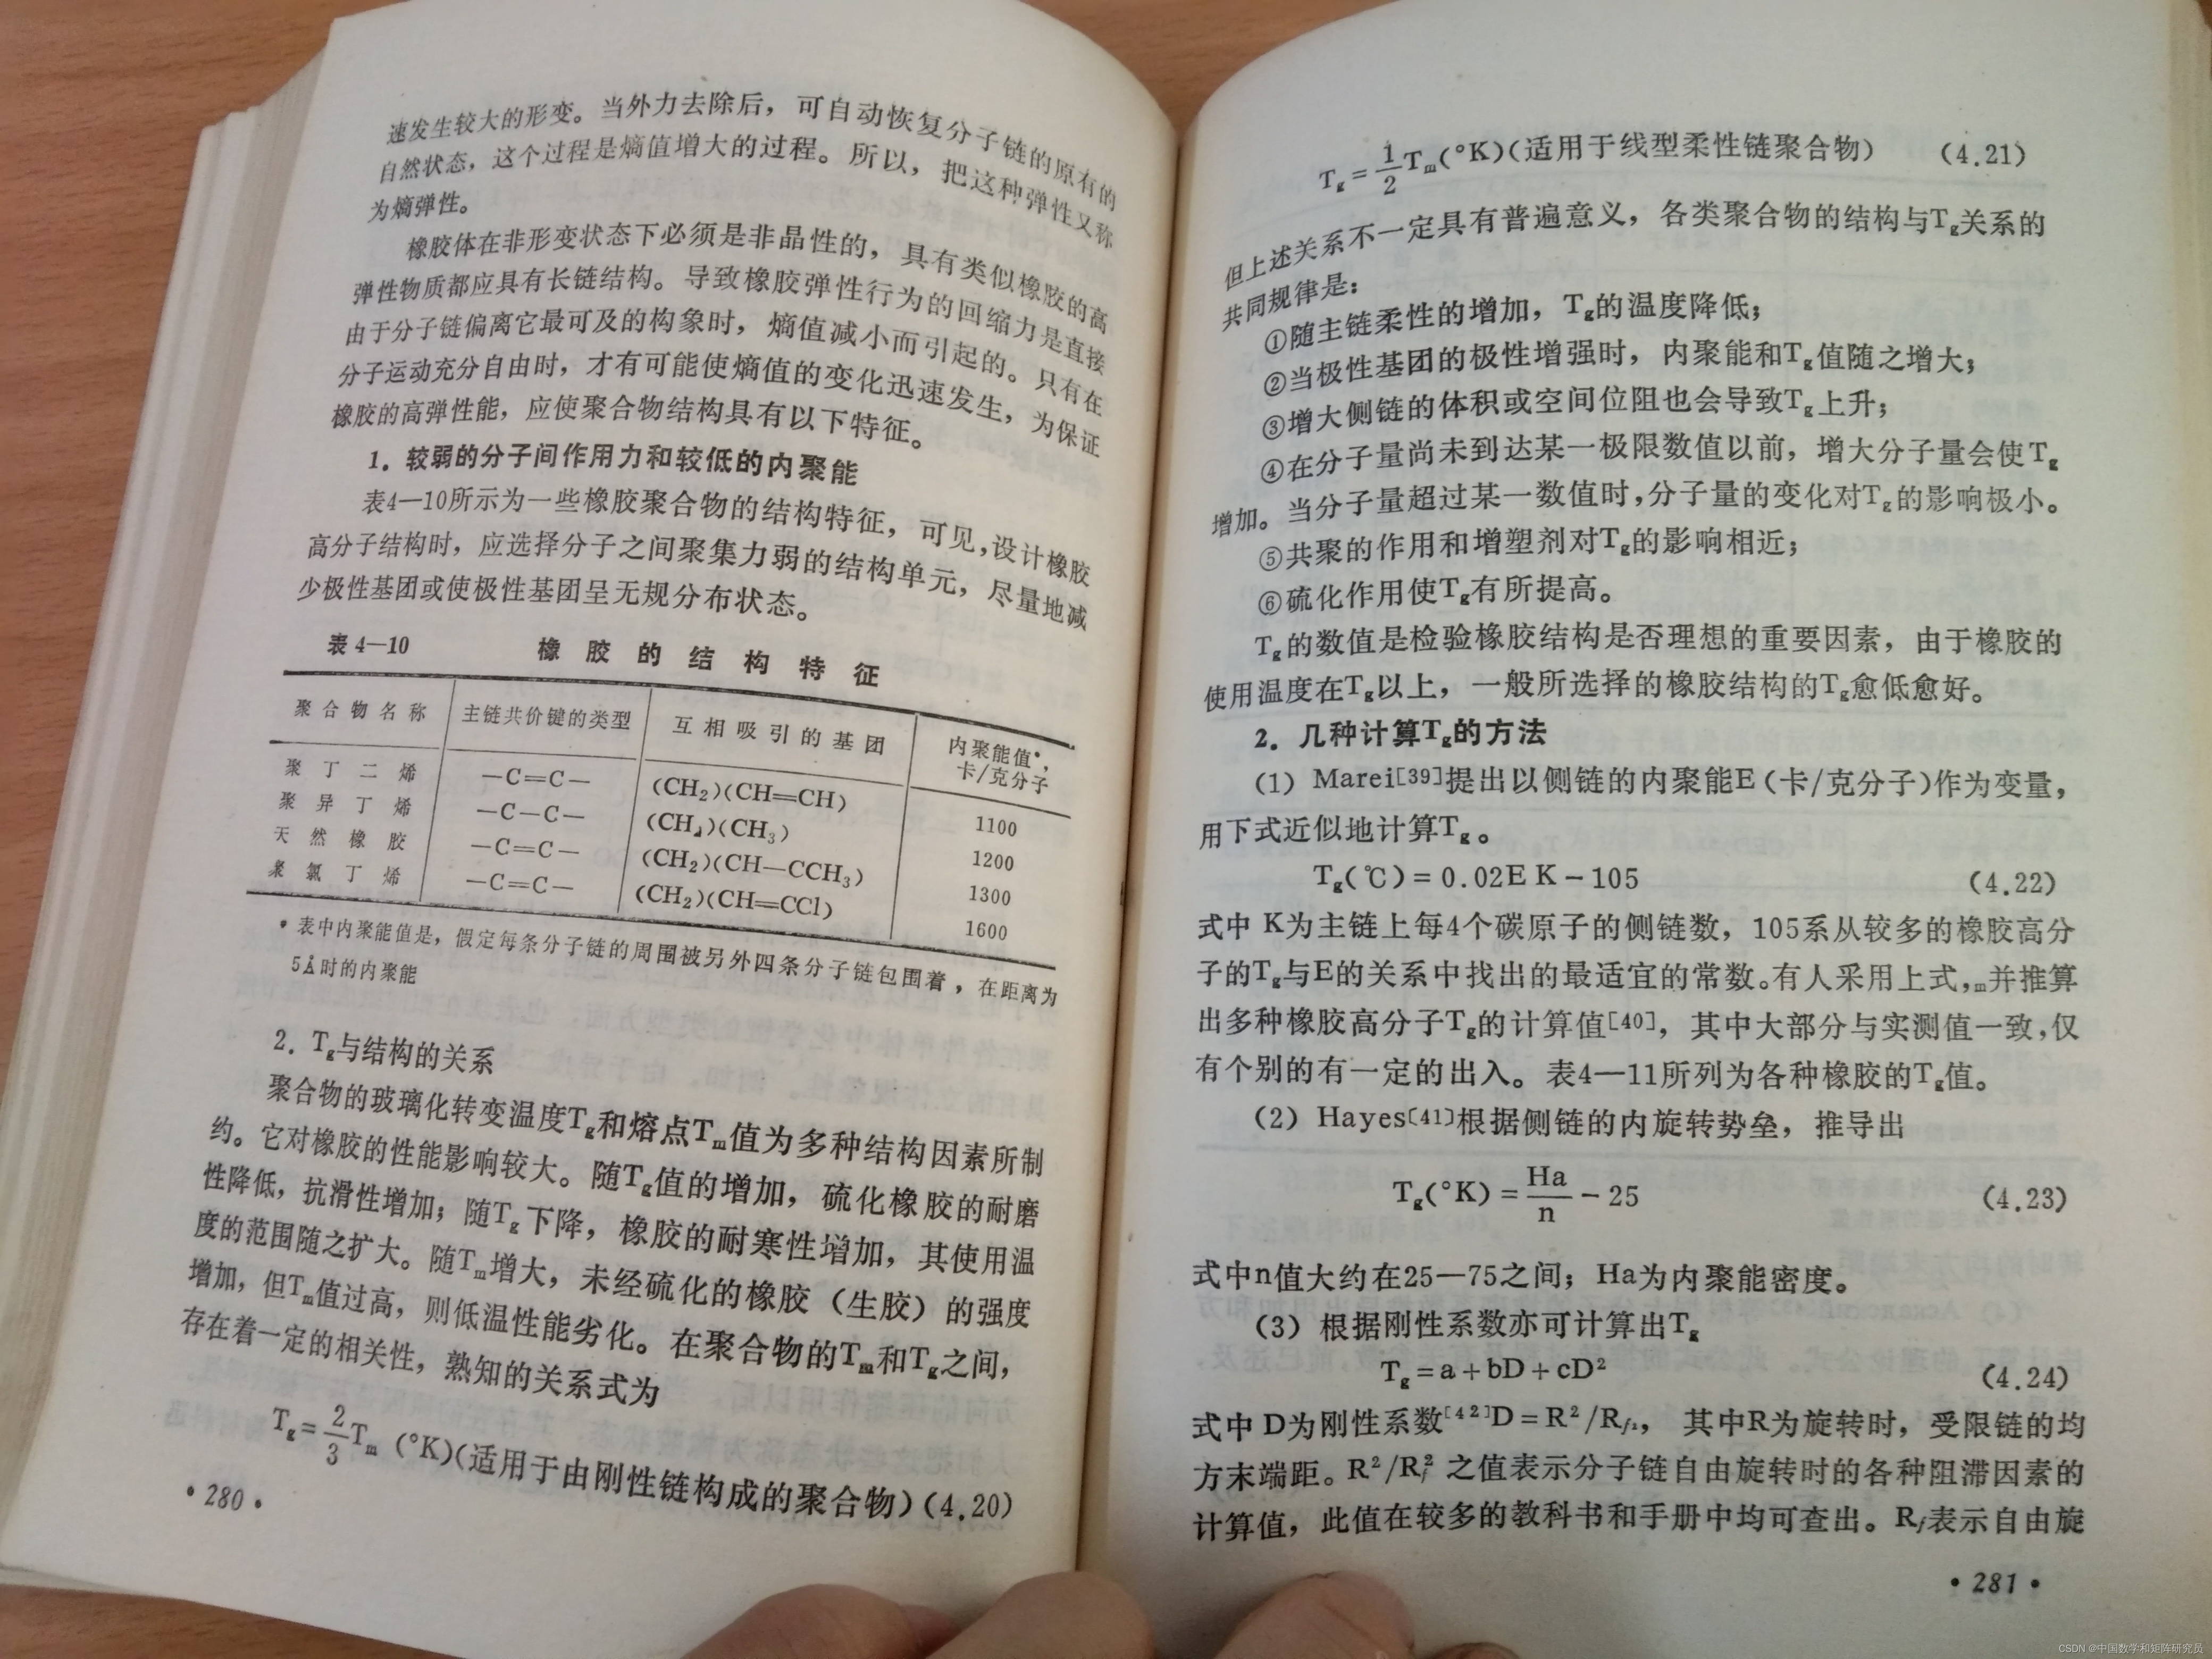 速发生较大的形变。当外力去除后，可自动恢复分子链的原有的
自然状态，这个过程是熵值增大的过程。所以，把这种弹性又称
为熵弹性。
橡胶体在非形变状态下必须是非晶性的，具有类似橡胶的高
弹性物质都应具有长链结构。导致橡胶弹性行为的回缩力是直接
由于分子链偏离它最可及的构象时，熵值减小而引起的。只有在
分子运动充分自由时，才有可能使熵值的变化迅速发生，为保证
橡胶的高弹性能，应使聚合物结构具有以下特征。
1．较弱的分子间作用力和较低的内聚能
表4—10所示为一些橡胶聚合物的结构特征，可见，设计橡胶
高分子结构时，应选择分子之间聚集力弱的结构单元，尽量地减
少极性基团或使极性基团呈无规分布状态。
表4—10 橡胶的结构特征
聚合物名称 主链共价键的类型 互相吸引的基团 内聚能值*，
卡/克分子
聚丁二烯 —C=C— (CH₂)(CH=CH) 1100
聚异丁烯 —C—C— (CH₂)(CH₃) 1200
天然橡胶 —C=C— (CH₂)(CH—CCH₃) 1300
聚氯丁烯 —C=C— (CH₂)(CH=CCl) 1600
* 表中内聚能值是，假定每条分子链的周围被另外四条分子链包围着，在距离为
5Å时的内聚能
2．Tg与结构的关系
聚合物的玻璃化转变温度Tg和熔点Tm值为多种结构因素所制
约。它对橡胶的性能影响较大。随Tg值的增加，硫化橡胶的耐磨
性降低，抗滑性增加；随Tg下降，橡胶的耐寒性增加，其使用温
度的范围随之扩大。随Tm增大，未经硫化的橡胶（生胶）的强度
增加，但Tm值过高，则低温性能劣化。在聚合物的Tm和Tg之间，
存在着一定的相关性，熟知的关系式为
Tg=2/3Tm (°K)(适用于由刚性链构成的聚合物)(4.20)
• 280 •
Tg=1/2Tm(°K)(适用于线型柔性链聚合物) (4.21)
但上述关系不一定具有普遍意义，各类聚合物的结构与Tg关系的
共同规律是：
①随主链柔性的增加，Tg的温度降低；
②当极性基团的极性增强时，内聚能和Tg值随之增大；
③增大侧链的体积或空间位阻也会导致Tg上升；
④在分子量尚未到达某一极限数值以前，增大分子量会使Tg
增加。当分子量超过某一数值时，分子量的变化对Tg的影响极小。
⑤共聚的作用和增塑剂对Tg的影响相近；
⑥硫化作用使Tg有所提高。
Tg的数值是检验橡胶结构是否理想的重要因素，由于橡胶的
使用温度在Tg以上，一般所选择的橡胶结构的Tg愈低愈好。
2．几种计算Tg的方法
（1）Marei[39]提出以侧链的内聚能E（卡/克分子）作为变量，
用下式近似地计算Tg。
Tg(℃)=0.02EK−105 (4.22)
式中 K为主链上每4个碳原子的侧链数，105系从较多的橡胶高分
子的Tg与E的关系中找出的最适宜的常数。有人采用上式，m并推算
出多种橡胶高分子Tg的计算值[40]，其中大部分与实测值一致，仅
有个别的有一定的出入。表4—11所列为各种橡胶的Tg值。
（2）Hayes[41]根据侧链的内旋转势垒，推导出
Tg(°K)=Ha/n−25 (4.23)
式中n值大约在25—75之间；Ha为内聚能密度。
（3）根据刚性系数亦可计算出Tg
Tg=a+bD+cD² (4.24)
式中 D为刚性系数[42]D=R²/Rf²，其中R为旋转时，受限链的均
方末端距。R²/Rf² 之值表示分子链自由旋转时的各种阻滞因素的
计算值，此值在较多的教科书和手册中均可查出。Rf表示自由旋
• 281 •
CSDN @中国数学和矩阵研究员